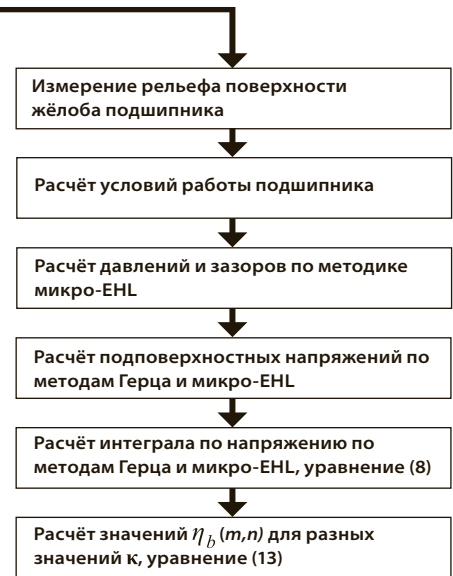 Измерение рельефа поверхности
жёлоба подшипника
Расчёт условий работы подшипника
Расчёт давлений и зазоров по методике
микро-EHL
Расчёт подповерхностных напряжений по
методам Герца и микро-EHL
Расчёт интеграла по напряжению по
методам Герца и микро-EHL, уравнение (8)
Расчёт значений η_b (m,n) для разных
значений κ, уравнение (13)